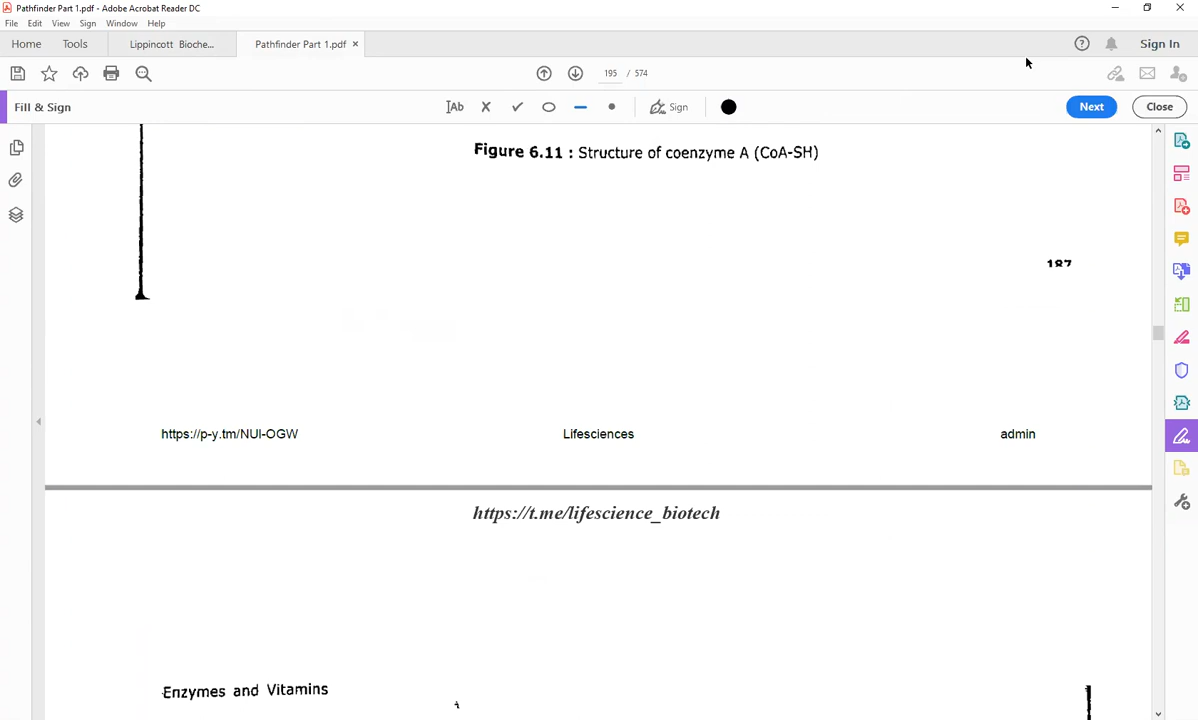 Pathfinder Part 1.pdf - Adobe Acrobat Reader DC
File Edit View Sign Window Help
Home Tools Lippincott Bioche... Pathfinder Part 1.pdf × Sign In
195 / 574
Fill & Sign Ab Sign Next Close
Figure 6.11 : Structure of coenzyme A (CoA-SH)
187
https://p-y.tm/NUI-OGW Lifesciences admin
https://t.me/lifescience_biotech
Enzymes and Vitamins